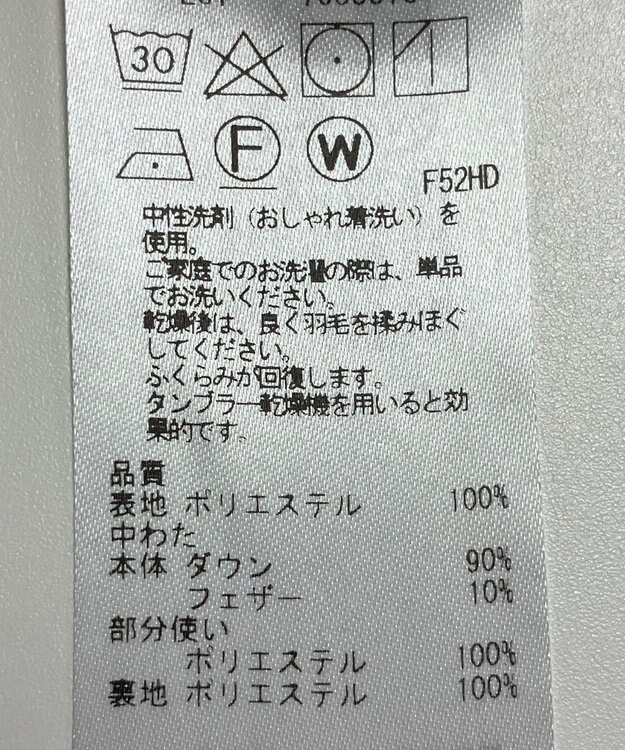 30
F
W
F52HD
中性洗剤（おしゃれ着洗い）を
使用。
ご家庭でのお洗濯の際は、単品
でお洗いください。
乾燥後は、良く羽毛を揉みほぐ
してください。
ふくらみが回復します。
タンブラー乾燥機を用いると効
果的です。
品質
表地 ポリエステル 100%
中わた
本体 ダウン 90%
フェザー 10%
部分使い
ポリエステル 100%
裏地 ポリエステル 100%